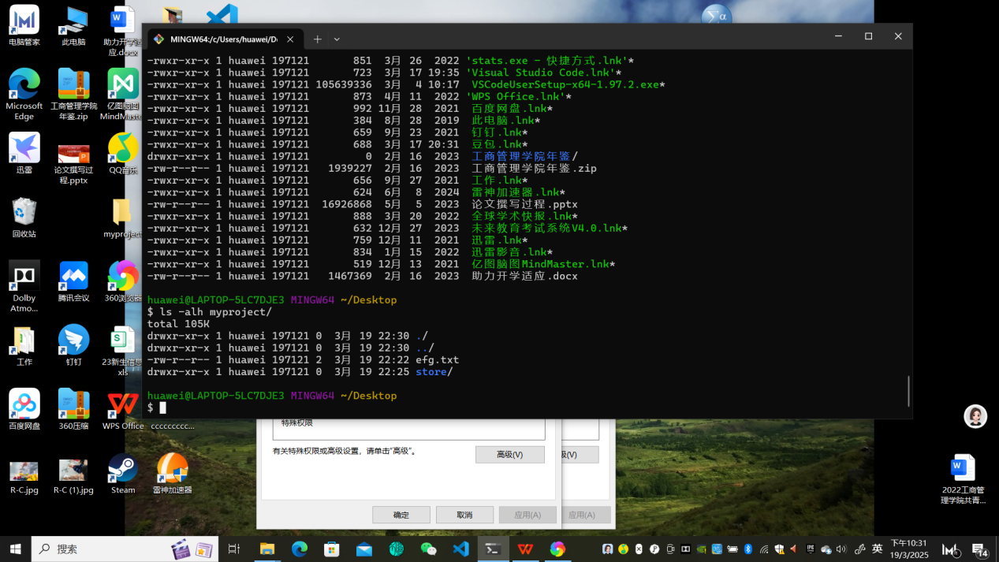 MINGW64:/c/Users/huawei/De
-rwxr-xr-x 1 huawei 197121 851 3月 26 2022 'stats.exe - 快捷方式.lnk'*
-rwxr-xr-x 1 huawei 197121 723 3月 17 19:35 'Visual Studio Code.lnk'*
-rwxr-xr-x 1 huawei 197121 105639336 3月 4 10:17 VSCodeUserSetup-x64-1.97.2.exe*
-rwxr-xr-x 1 huawei 197121 873 4月 11 2022 'WPS Office.lnk'*
-rwxr-xr-x 1 huawei 197121 992 11月 28 2021 百度网盘.lnk*
-rwxr-xr-x 1 huawei 197121 384 8月 28 2019 此电脑.lnk*
-rwxr-xr-x 1 huawei 197121 659 9月 23 2021 钉钉.lnk*
-rwxr-xr-x 1 huawei 197121 688 3月 17 20:31 豆包.lnk*
drwxr-xr-x 1 huawei 197121 0 2月 16 2023 工商管理学院年鉴/
-rw-r--r-- 1 huawei 197121 1939227 2月 16 2023 工商管理学院年鉴.zip
-rwxr-xr-x 1 huawei 197121 656 9月 27 2021 工作.lnk*
-rwxr-xr-x 1 huawei 197121 624 6月 8 2024 雷神加速器.lnk*
-rw-r--r-- 1 huawei 197121 16926868 5月 5 2023 论文撰写过程.pptx
-rwxr-xr-x 1 huawei 197121 888 3月 20 2022 全球学术快报.lnk*
-rwxr-xr-x 1 huawei 197121 632 12月 27 2023 未来教育考试系统V4.0.lnk*
-rwxr-xr-x 1 huawei 197121 759 12月 11 2021 迅雷.lnk*
-rwxr-xr-x 1 huawei 197121 834 1月 15 2022 迅雷影音.lnk*
-rwxr-xr-x 1 huawei 197121 519 12月 13 2021 亿图脑图MindMaster.lnk*
-rw-r--r-- 1 huawei 197121 1467369 2月 16 2023 助力开学适应.docx
huawei@LAPTOP-5LC7DJE3 MINGW64 ~/Desktop
$ ls -alh myproject/
total 105K
drwxr-xr-x 1 huawei 197121 0 3月 19 22:30 ./
drwxr-xr-x 1 huawei 197121 0 3月 19 22:30 ../
-rw-r--r-- 1 huawei 197121 2 3月 19 22:22 efg.txt
drwxr-xr-x 1 huawei 197121 0 3月 19 22:25 store/
huawei@LAPTOP-5LC7DJE3 MINGW64 ~/Desktop
$
电脑管家
此电脑
助力开学适
应.docx
Microsoft
Edge
工商管理学院
年鉴.zip
亿图脑图
MindMaste
迅雷
论文撰写过
程.pptx
QQ音乐
回收站
myproject
Dolby
Atmo...
腾讯会议
360浏览器
工作
钉钉
23新生信息
xls
百度网盘
360压缩
WPS Office
ccccccccc...
R-C.jpg
R-C (1).jpg
Steam
雷神加速器
特殊权限
有关特殊权限或高级设置，请单击"高级"。
高级(V)
级(V)
确定
取消
应用(A)
应用(A)
2022工商管
理学院共青...
搜索
英
下午10:31
19/3/2025
14